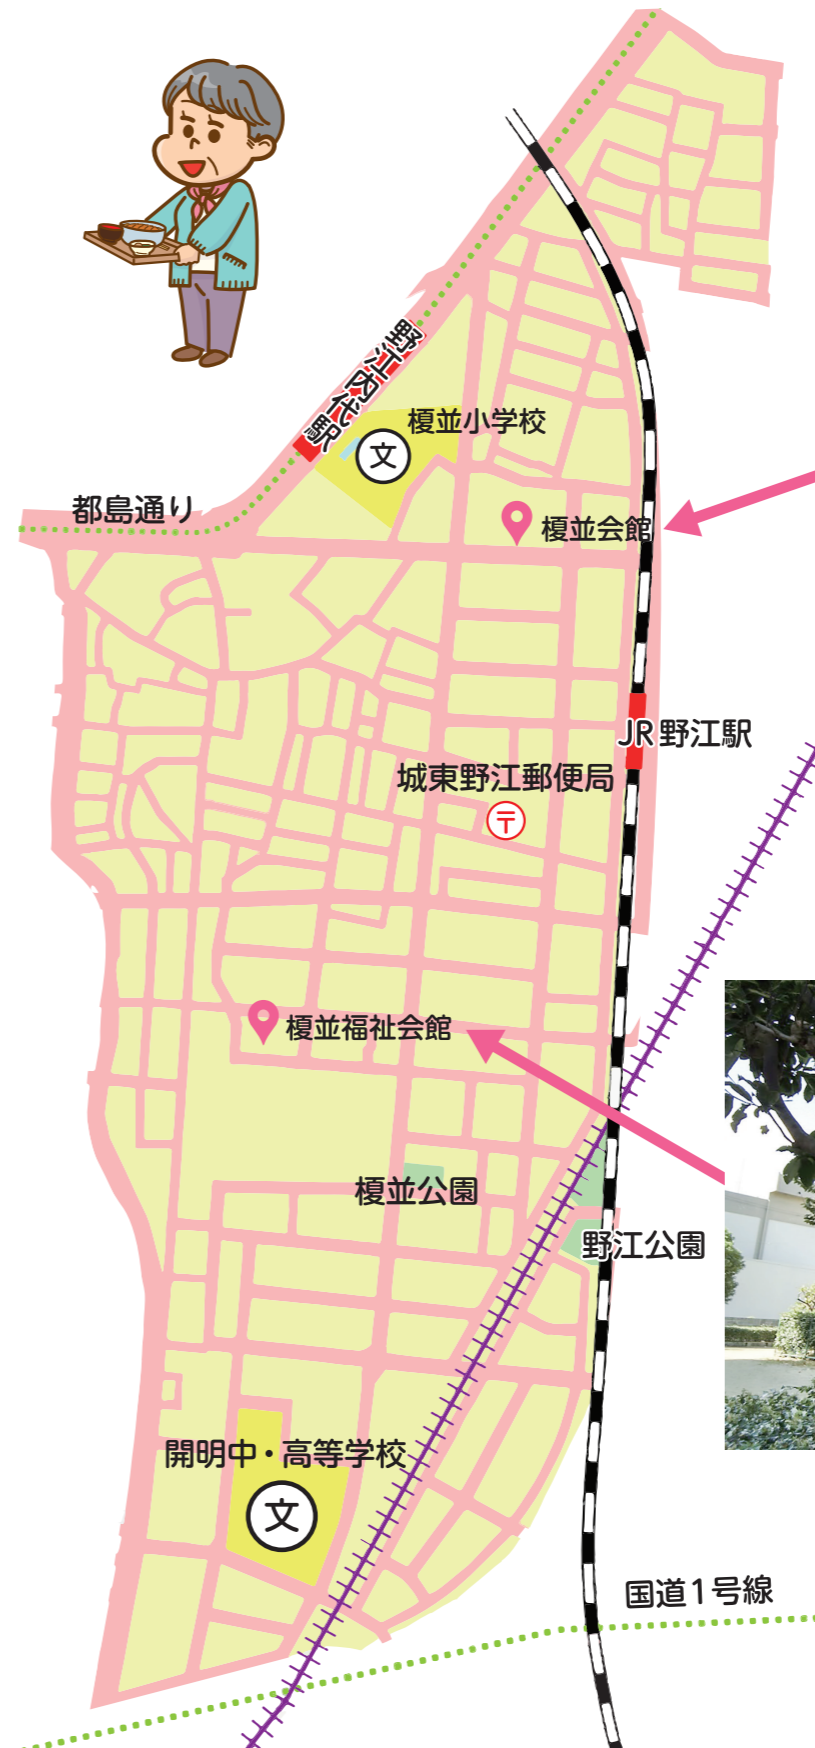 野江内代駅
榎並小学校
文
都島通り
榎並会館
JR野江駅
城東野江郵便局
〒
榎並福祉会館
榎並公園
野江公園
開明中・高等学校
文
国道1号線